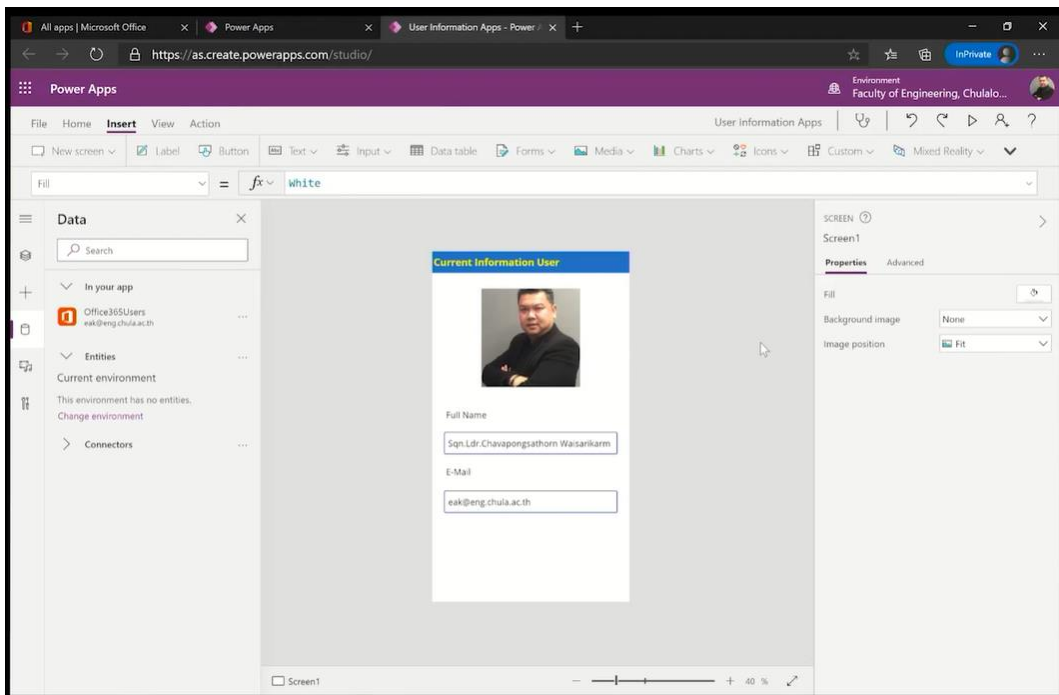 All apps | Microsoft Office
Power Apps
User Information Apps - Power A
https://as.create.powerapps.com/studio/
InPrivate
Power Apps
Environment
Faculty of Engineering, Chulalo...
File Home Insert View Action
User Information Apps
New screen Label Button Text Input Data table Forms Media Charts Icons Custom Mixed Reality
Fill = fx White
Data
Search
In your app
Office365Users
eak@eng.chula.ac.th
Entities
Current environment
This environment has no entities.
Change environment
Connectors
Current Information User
Full Name
Sqn.Ldr.Chavapongsathorn Waisarikarm
E-Mail
eak@eng.chula.ac.th
SCREEN
Screen1
Properties Advanced
Fill
Background image None
Image position Fit
Screen1
40 %